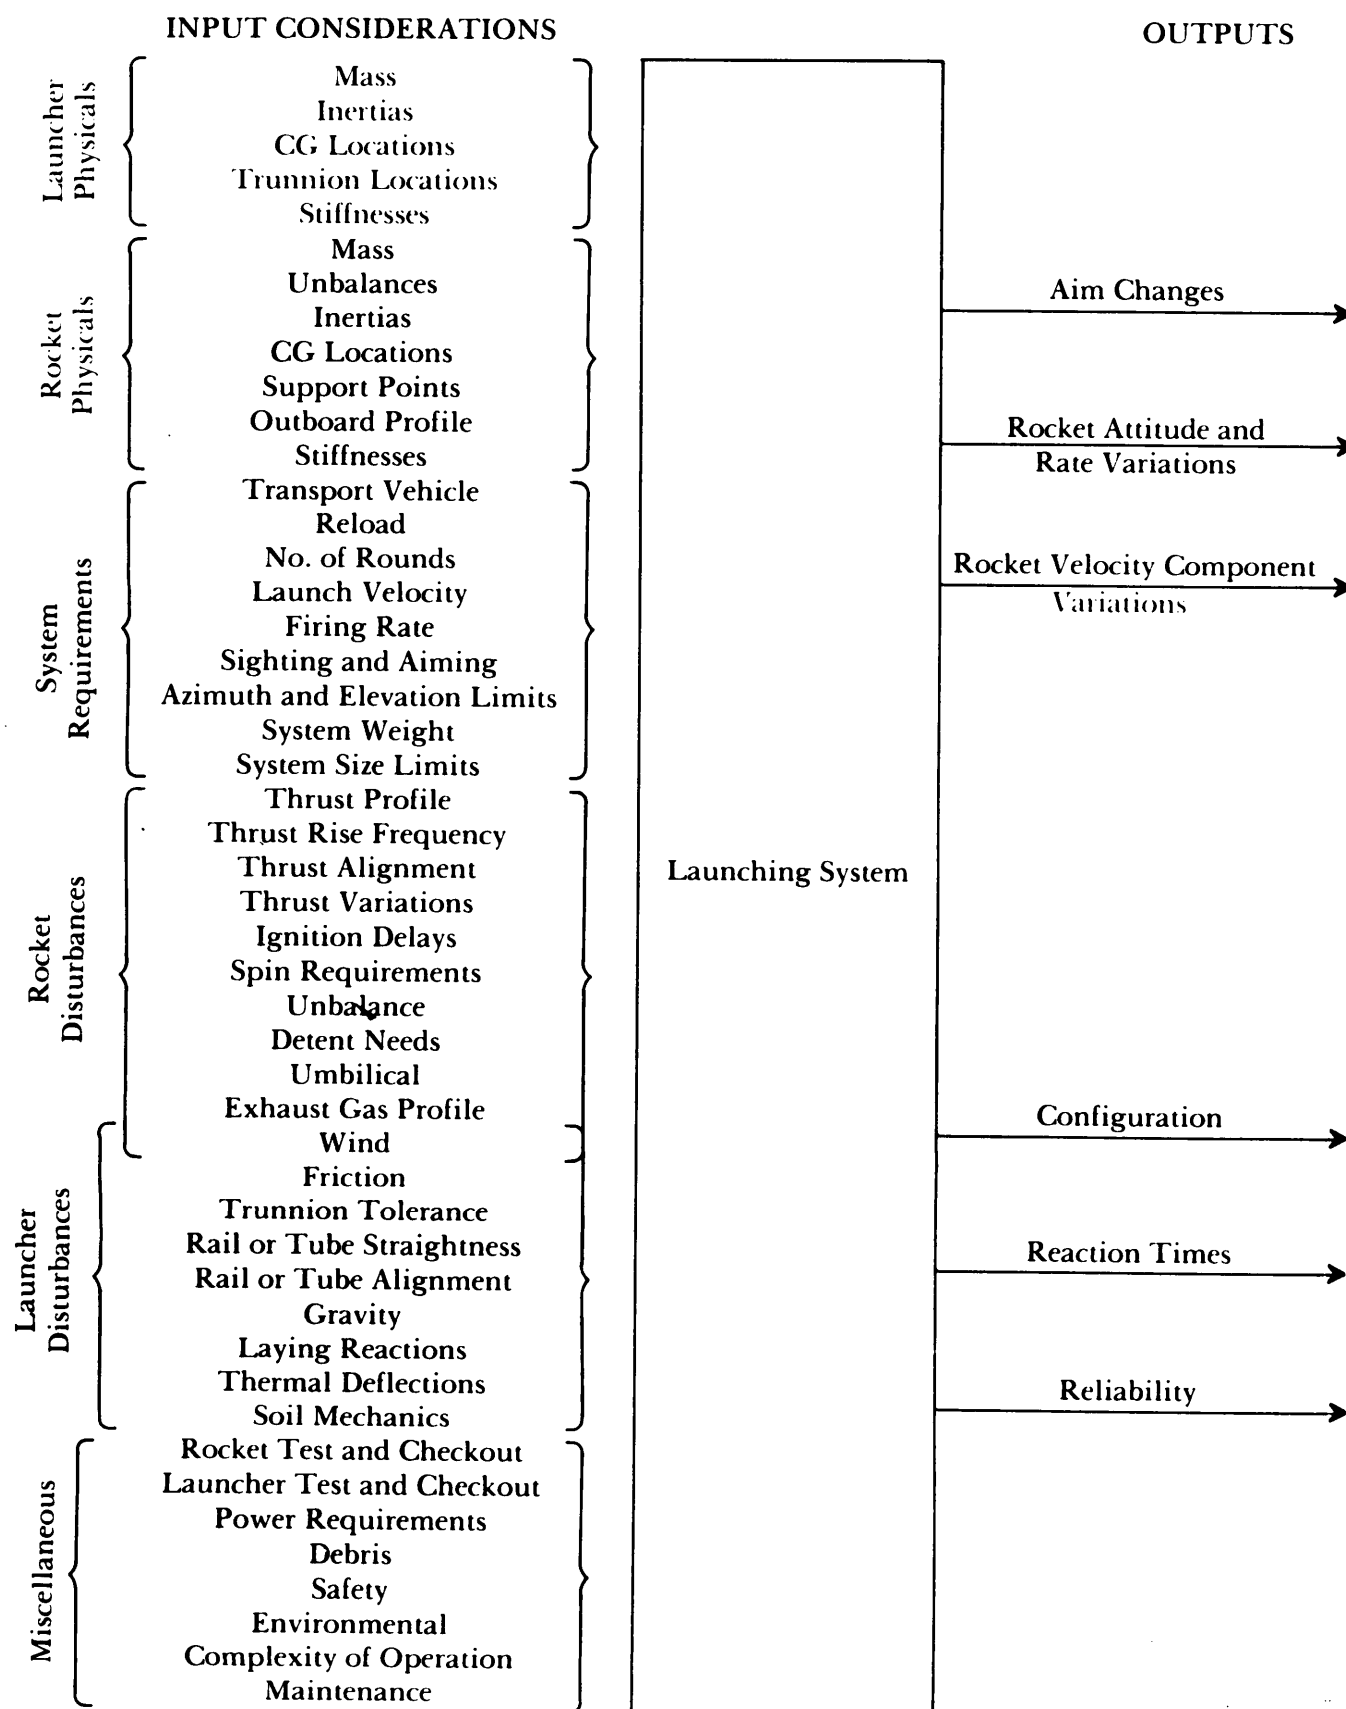 INPUT CONSIDERATIONS
OUTPUTS
Launcher
Physicals
Mass
Inertias
CG Locations
Trunnion Locations
Stiffnesses
Rocket
Physicals
Mass
Unbalances
Inertias
CG Locations
Support Points
Outboard Profile
Stiffnesses
System
Requirements
Transport Vehicle
Reload
No. of Rounds
Launch Velocity
Firing Rate
Sighting and Aiming
Azimuth and Elevation Limits
System Weight
System Size Limits
Rocket
Disturbances
Thrust Profile
Thrust Rise Frequency
Thrust Alignment
Thrust Variations
Ignition Delays
Spin Requirements
Unbalance
Detent Needs
Umbilical
Exhaust Gas Profile
Wind
Launcher
Disturbances
Friction
Trunnion Tolerance
Rail or Tube Straightness
Rail or Tube Alignment
Gravity
Laying Reactions
Thermal Deflections
Soil Mechanics
Miscellaneous
Rocket Test and Checkout
Launcher Test and Checkout
Power Requirements
Debris
Safety
Environmental
Complexity of Operation
Maintenance
Launching System
Aim Changes
Rocket Attitude and
Rate Variations
Rocket Velocity Component
Variations
Configuration
Reaction Times
Reliability